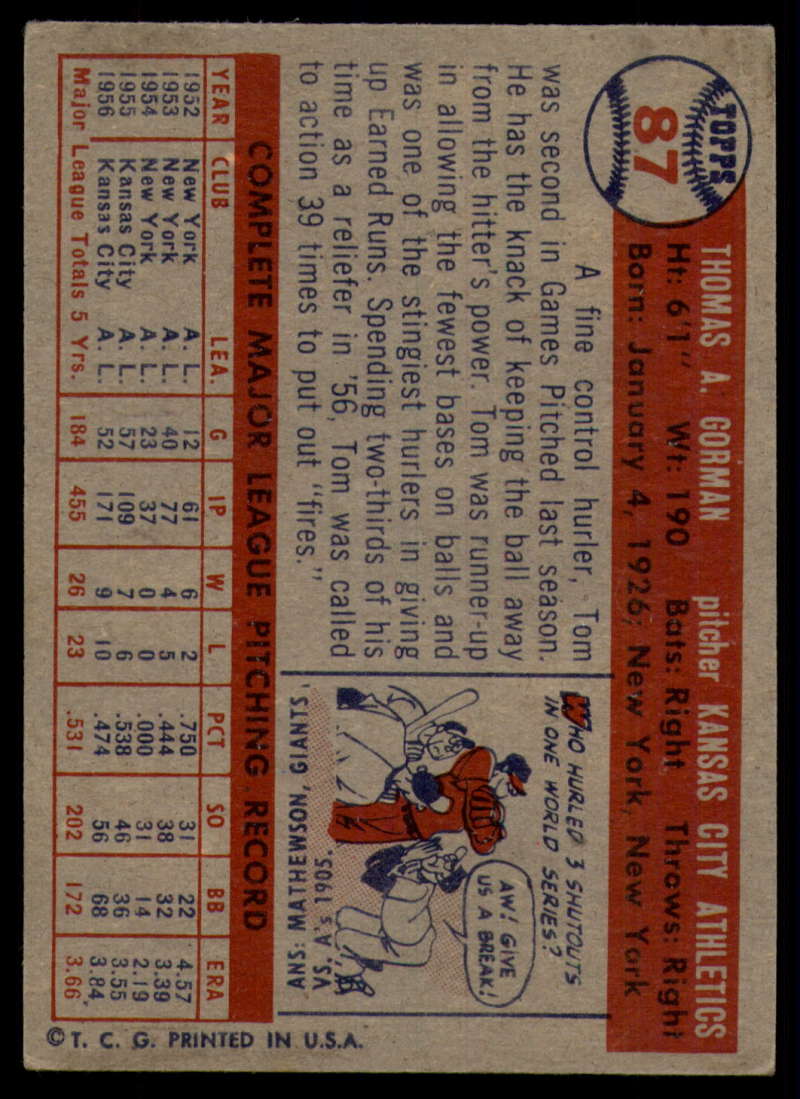 TOPPS
87
THOMAS A. GORMAN pitcher KANSAS CITY ATHLETICS
Ht: 6'1" Wt: 190 Bats: Right Throws: Right
Born: January 4, 1926; New York, New York
A fine control hurler, Tom
was second in Games Pitched last season.
He has the knack of keeping the ball away
from the hitter's power. Tom was runner-up
in allowing the fewest bases on balls and
was one of the stingiest hurlers in giving
up Earned Runs. Spending two-thirds of his
time as a reliefer in '56, Tom was called
to action 39 times to put out "fires."
WHO HURLED 3 SHUTOUTS
IN ONE WORLD SERIES?
AW! GIVE
US A BREAK!
ANS: MATHEWSON, GIANTS,
VS. A's 1905.
COMPLETE MAJOR LEAGUE PITCHING RECORD
YEAR CLUB LEA. G IP W L PCT SO BB ERA
1952 New York A. L. 12 61 6 2 .750 31 22 4.57
1953 New York A. L. 40 77 4 5 .444 38 32 3.39
1954 New York A. L. 23 37 0 0 .000 31 14 2.19
1955 Kansas City A. L. 57 109 7 6 .538 46 36 3.55
1956 Kansas City A. L. 52 171 9 10 .474 56 68 3.84
Major League Totals 5 Yrs. 184 455 26 23 .531 202 172 3.66
© T. C. G. PRINTED IN U.S.A.